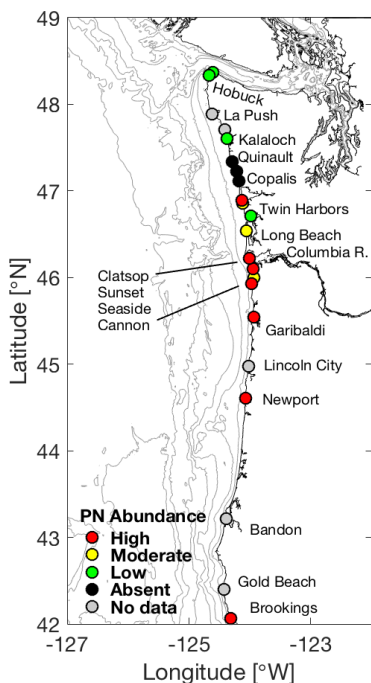 49
48
47
46
45
44
43
42
Latitude [°N]
Hobuck
La Push
Kalaloch
Quinault
Copalis
Twin Harbors
Long Beach
Columbia R.
Clatsop
Sunset
Seaside
Cannon
Garibaldi
Lincoln City
Newport
Bandon
Gold Beach
Brookings
PN Abundance
High
Moderate
Low
Absent
No data
-127
-125
-123
Longitude [°W]